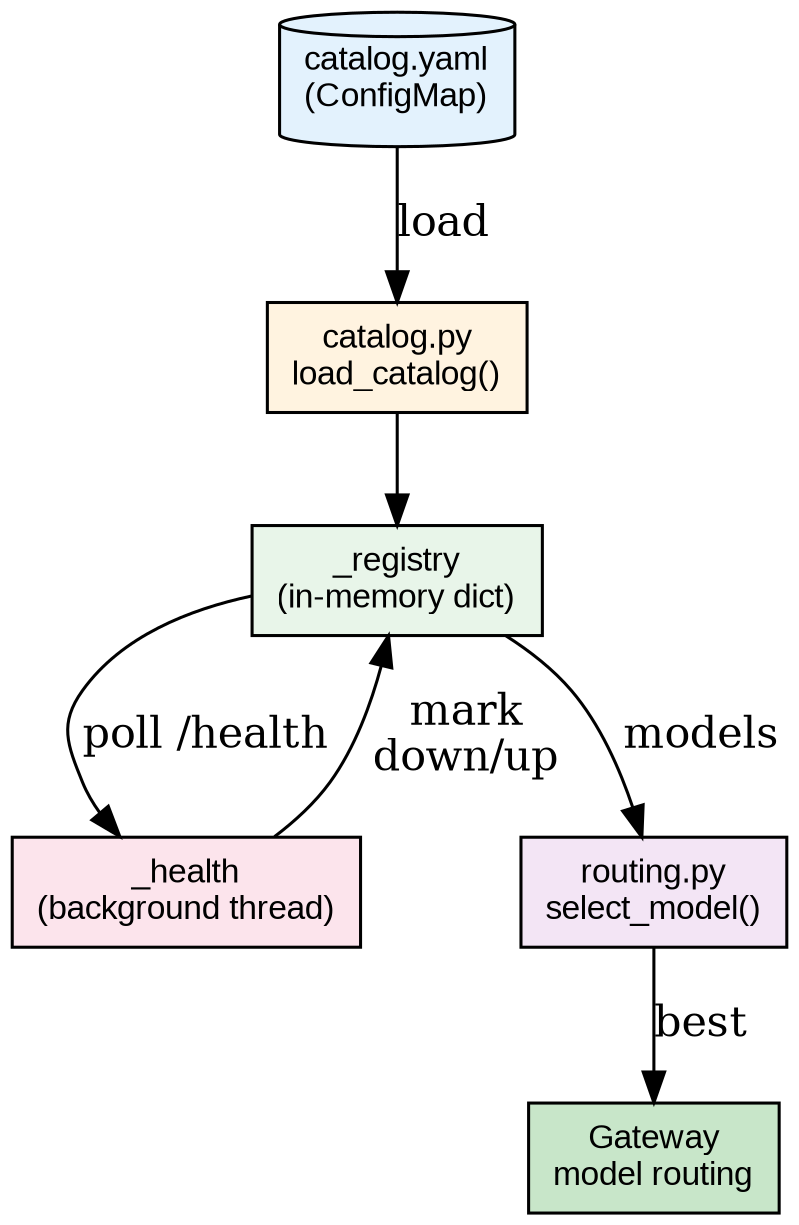 catalog.yaml
(ConfigMap)
load
catalog.py
load_catalog()
_registry
(in-memory dict)
poll /health
mark
down/up
models
_health
(background thread)
routing.py
select_model()
best
Gateway
model routing